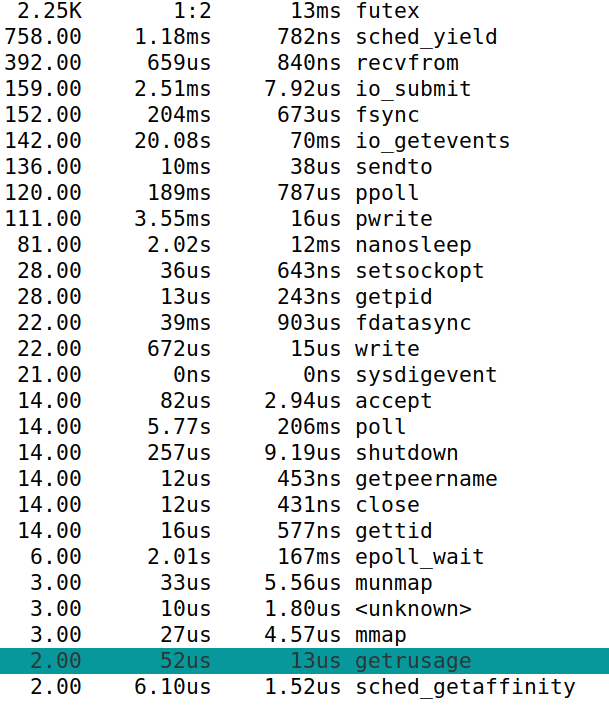 2.25K 1:2 13ms futex
758.00 1.18ms 782ns sched_yield
392.00 659us 840ns recvfrom
159.00 2.51ms 7.92us io_submit
152.00 204ms 673us fsync
142.00 20.08s 70ms io_getevents
136.00 10ms 38us sendto
120.00 189ms 787us ppoll
111.00 3.55ms 16us pwrite
81.00 2.02s 12ms nanosleep
28.00 36us 643ns setsockopt
28.00 13us 243ns getpid
22.00 39ms 903us fdatasync
22.00 672us 15us write
21.00 0ns 0ns sysdigevent
14.00 82us 2.94us accept
14.00 5.77s 206ms poll
14.00 257us 9.19us shutdown
14.00 12us 453ns getpeername
14.00 12us 431ns close
14.00 16us 577ns gettid
6.00 2.01s 167ms epoll_wait
3.00 33us 5.56us munmap
3.00 10us 1.80us <unknown>
3.00 27us 4.57us mmap
2.00 52us 13us getrusage
2.00 6.10us 1.52us sched_getaffinity